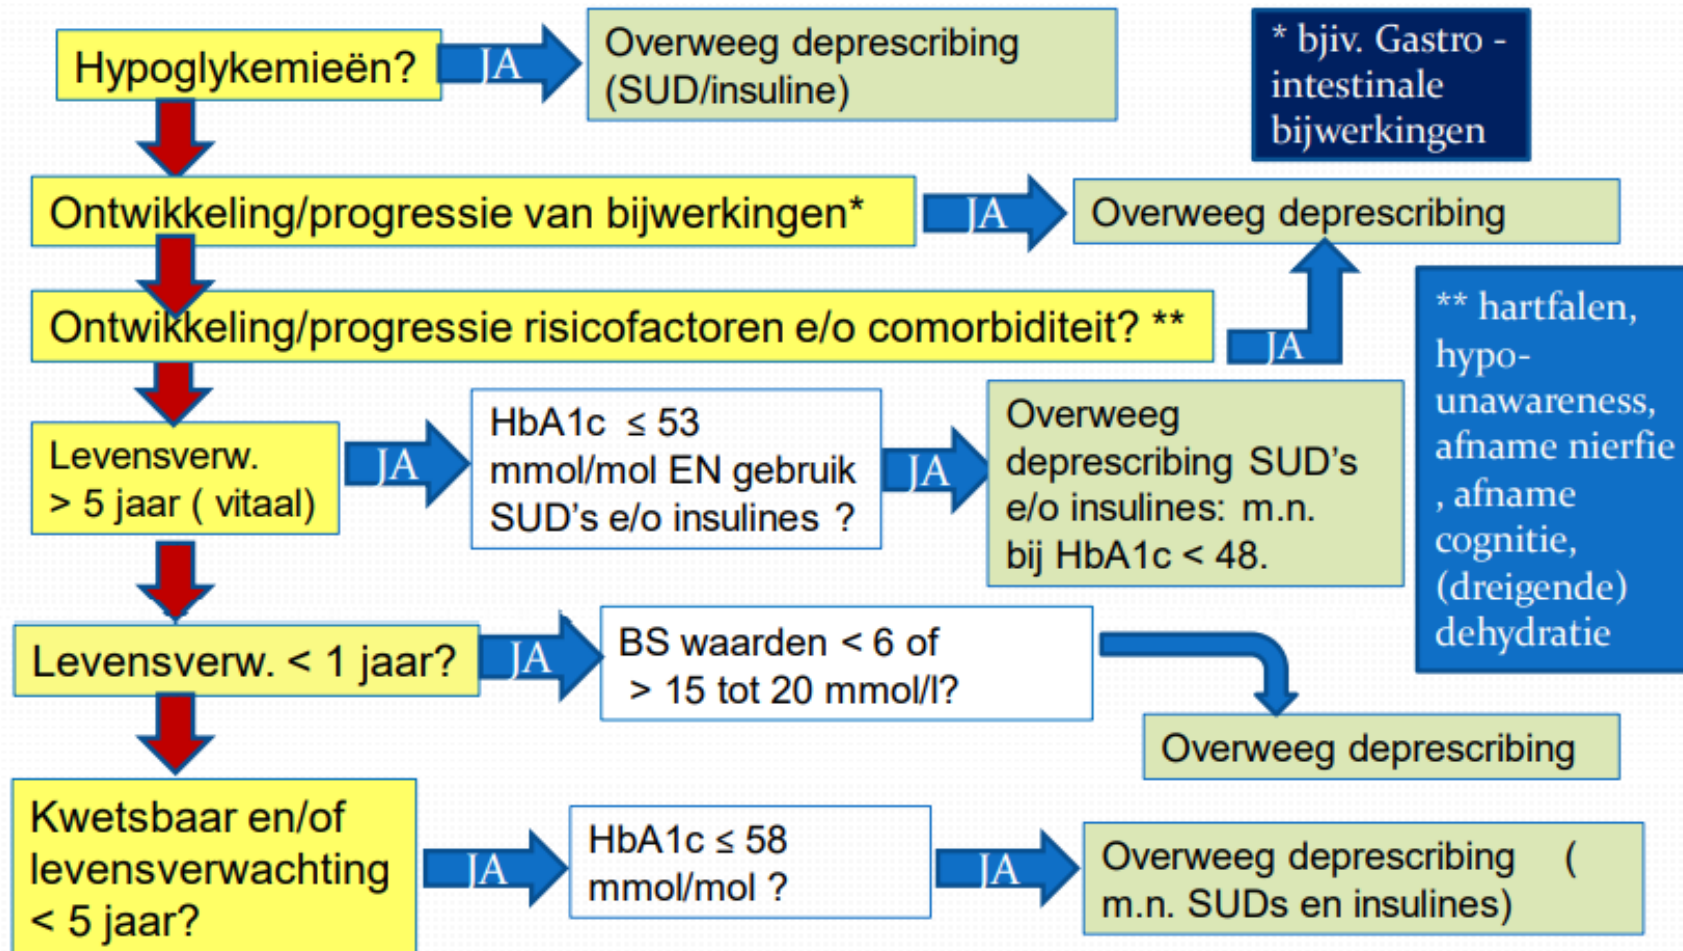 Hypoglykemieën?
JA
Overweeg deprescribing
(SUD/insuline)
* bjiv. Gastro -
intestinale
bijwerkingen
Ontwikkeling/progressie van bijwerkingen*
JA
Overweeg deprescribing
Ontwikkeling/progressie risicofactoren e/o comorbiditeit? **
JA
** hartfalen,
hypo-
unawareness,
afname nierfie
, afname
cognitie,
(dreigende)
dehydratie
Levensverw.
> 5 jaar ( vitaal)
JA
HbA1c ≤ 53
mmol/mol EN gebruik
SUD's e/o insulines ?
JA
Overweeg
deprescribing SUD's
e/o insulines: m.n.
bij HbA1c < 48.
Levensverw. < 1 jaar?
JA
BS waarden < 6 of
> 15 tot 20 mmol/l?
Overweeg deprescribing
Kwetsbaar en/of
levensverwachting
< 5 jaar?
JA
HbA1c ≤ 58
mmol/mol ?
JA
Overweeg deprescribing (
m.n. SUDs en insulines)